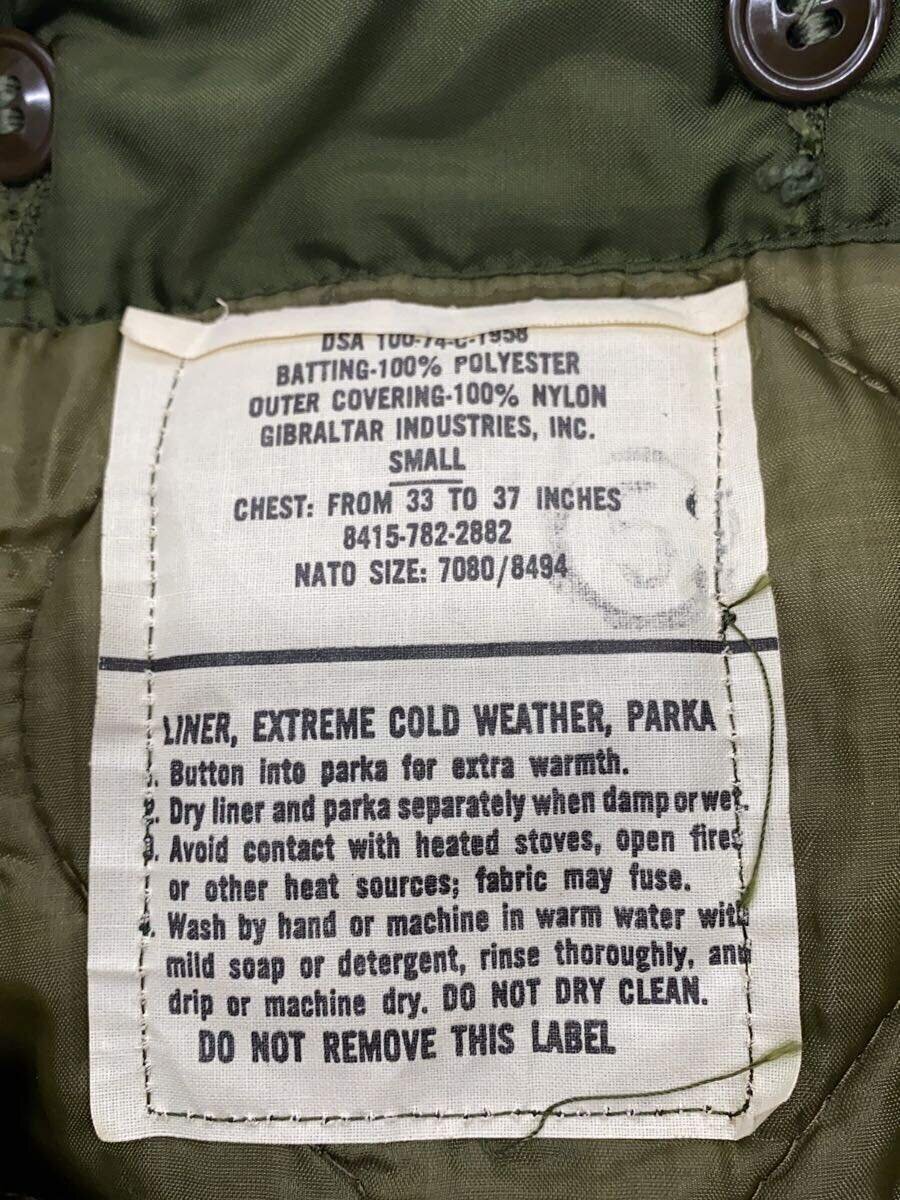 DSA 100-74-C-1958
BATTING-100% POLYESTER
OUTER COVERING-100% NYLON
GIBRALTAR INDUSTRIES, INC.
SMALL
CHEST: FROM 33 TO 37 INCHES
8415-782-2882
NATO SIZE: 7080/8494
LINER, EXTREME COLD WEATHER, PARKA
1. Button into parka for extra warmth.
2. Dry liner and parka separately when damp or wet.
3. Avoid contact with heated stoves, open fires
or other heat sources; fabric may fuse.
4. Wash by hand or machine in warm water with
mild soap or detergent, rinse thoroughly, and
drip or machine dry. DO NOT DRY CLEAN.
DO NOT REMOVE THIS LABEL